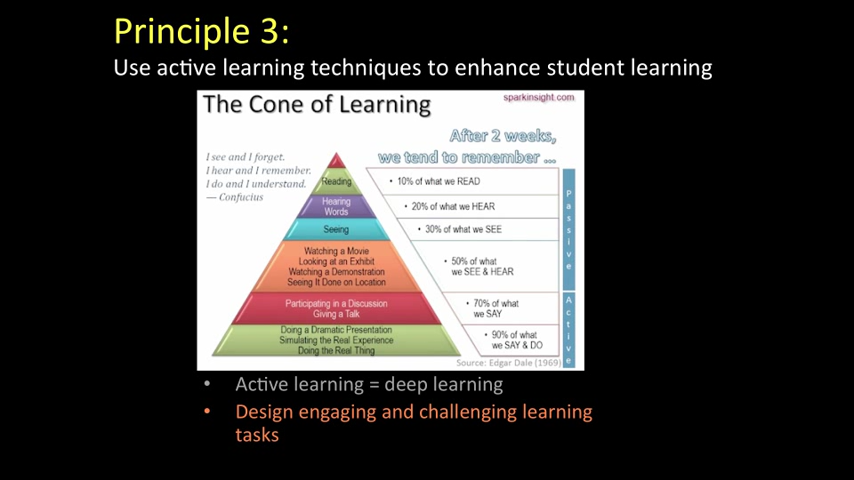 Principle 3:
Use active learning techniques to enhance student learning
The Cone of Learning
sparkinsight.com
After 2 weeks,
we tend to remember ...
I see and I forget.
I hear and I remember.
I do and I understand.
— Confucius
Reading
• 10% of what we READ
Hearing
Words
• 20% of what we HEAR
Seeing
• 30% of what we SEE
Watching a Movie
Looking at an Exhibit
Watching a Demonstration
Seeing It Done on Location
• 50% of what
we SEE & HEAR
Passive
Participating in a Discussion
Giving a Talk
• 70% of what
we SAY
Doing a Dramatic Presentation
Simulating the Real Experience
Doing the Real Thing
• 90% of what
we SAY & DO
Active
Source: Edgar Dale (1969)
• Active learning = deep learning
• Design engaging and challenging learning
tasks